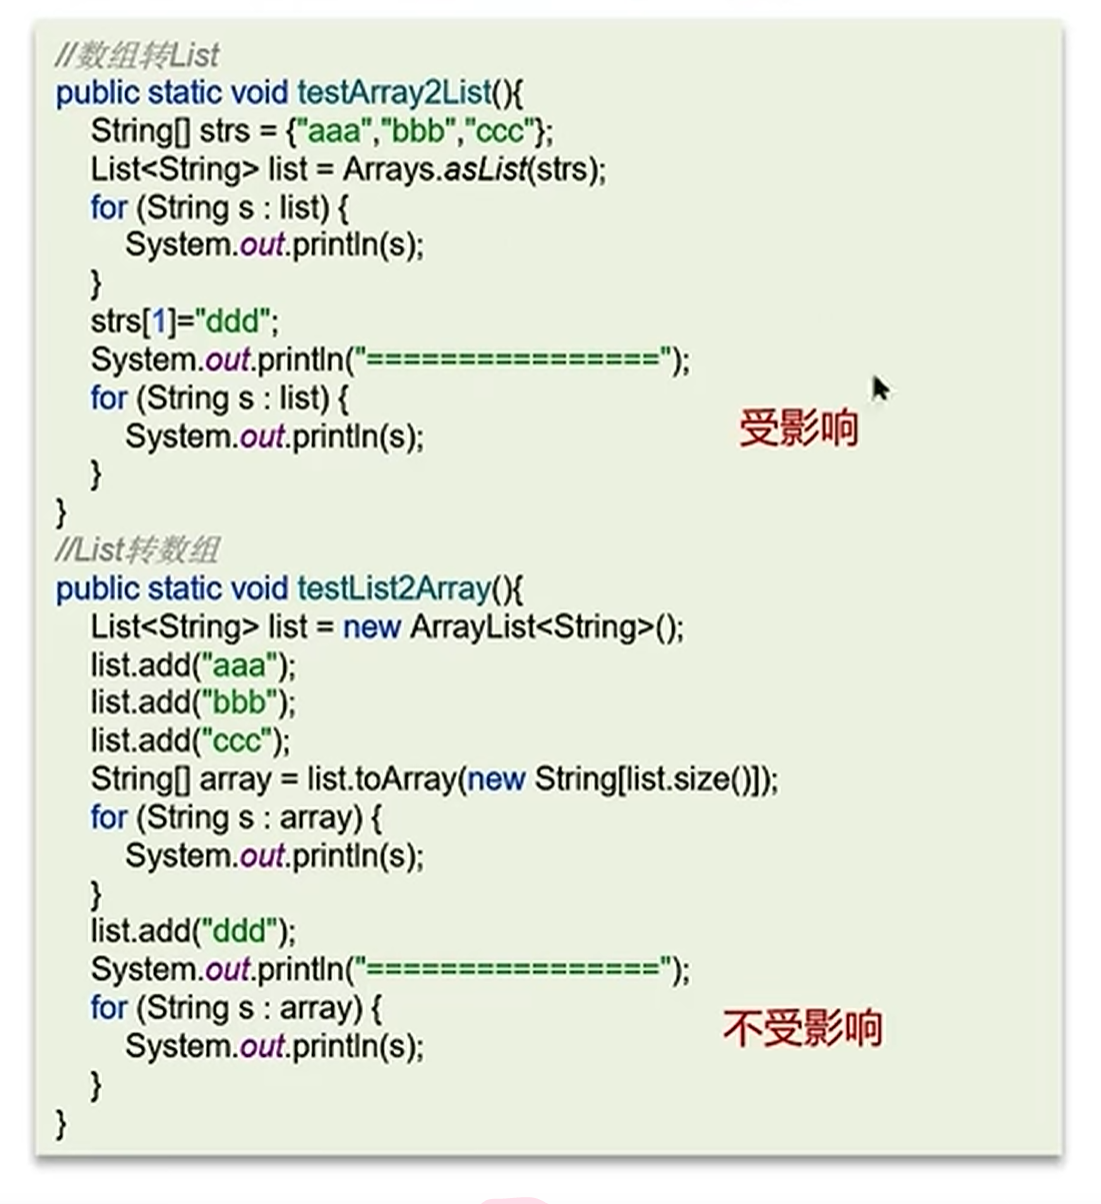 //数组转List
public static void testArray2List(){
String[] strs = {"aaa","bbb","ccc"};
List<String> list = Arrays.asList(strs);
for (String s : list) {
System.out.println(s);
}
strs[1]="ddd";
System.out.println("================");
for (String s : list) {
System.out.println(s);
受影响
}
}
//List转数组
public static void testList2Array(){
List<String> list = new ArrayList<String>();
list.add("aaa");
list.add("bbb");
list.add("ccc");
String[] array = list.toArray(new String[list.size()]);
for (String s : array) {
System.out.println(s);
}
list.add("ddd");
System.out.println("================");
for (String s : array) {
System.out.println(s);
不受影响
}
}